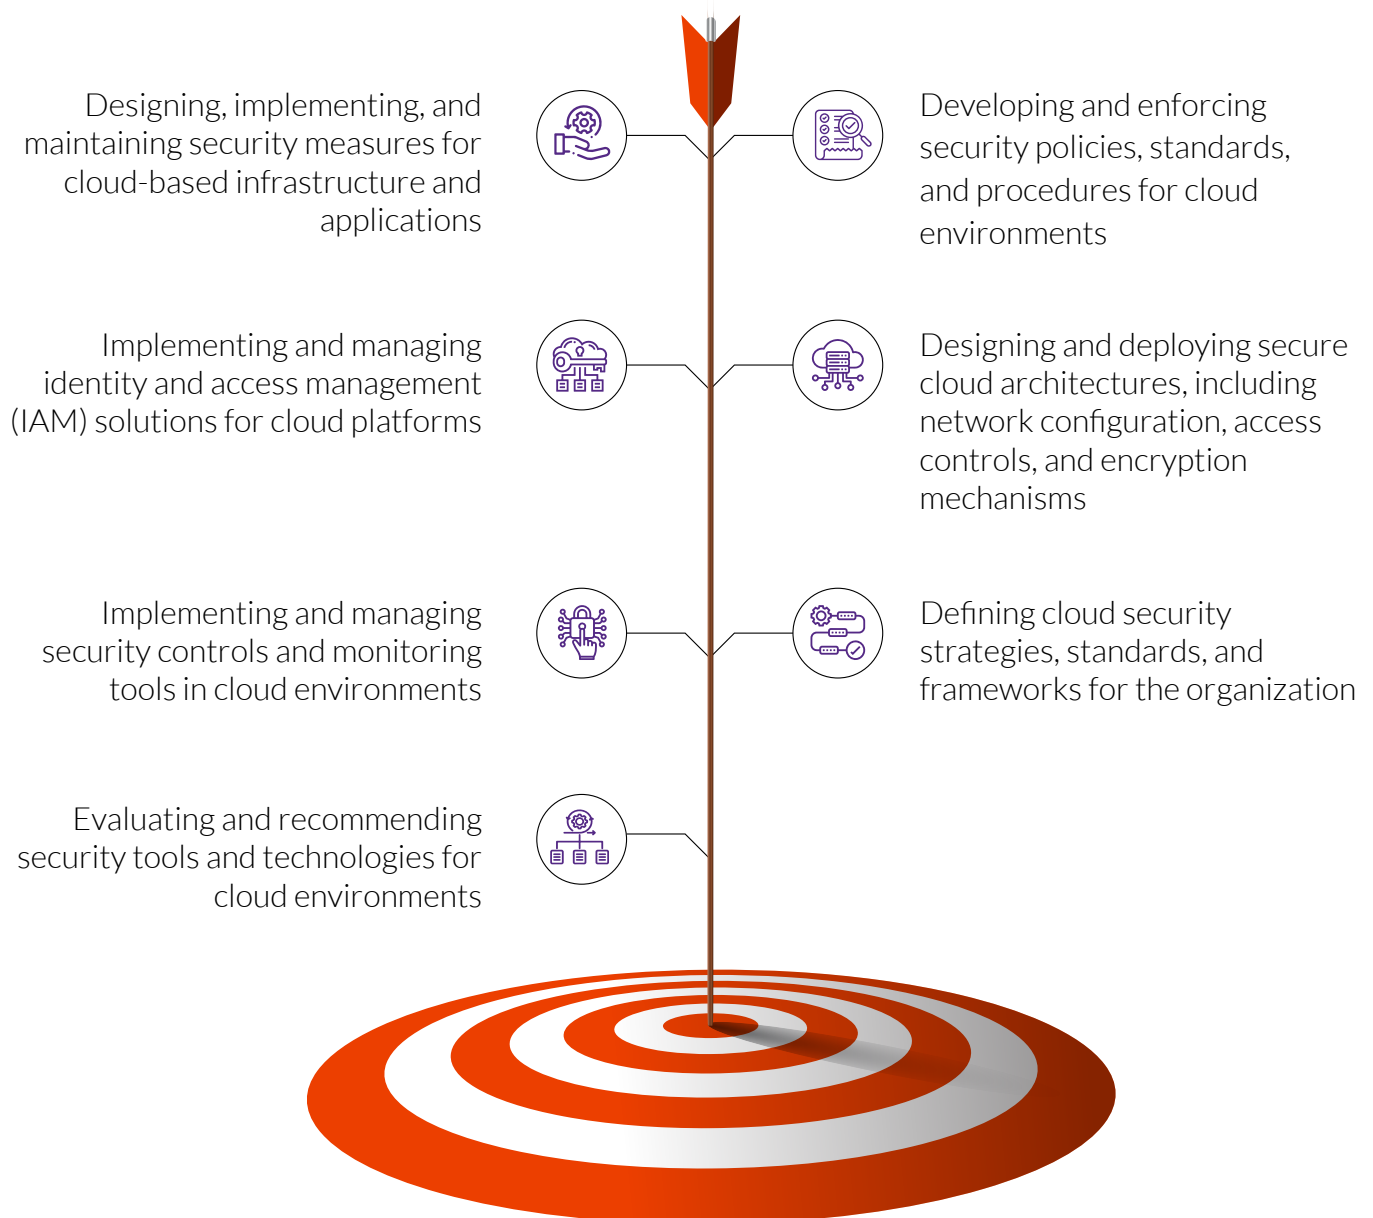 Designing, implementing, and
maintaining security measures for
cloud-based infrastructure and
applications
Developing and enforcing
security policies, standards,
and procedures for cloud
environments
Implementing and managing
identity and access management
(IAM) solutions for cloud platforms
Designing and deploying secure
cloud architectures, including
network configuration, access
controls, and encryption
mechanisms
Implementing and managing
security controls and monitoring
tools in cloud environments
Defining cloud security
strategies, standards, and
frameworks for the organization
Evaluating and recommending
security tools and technologies for
cloud environments